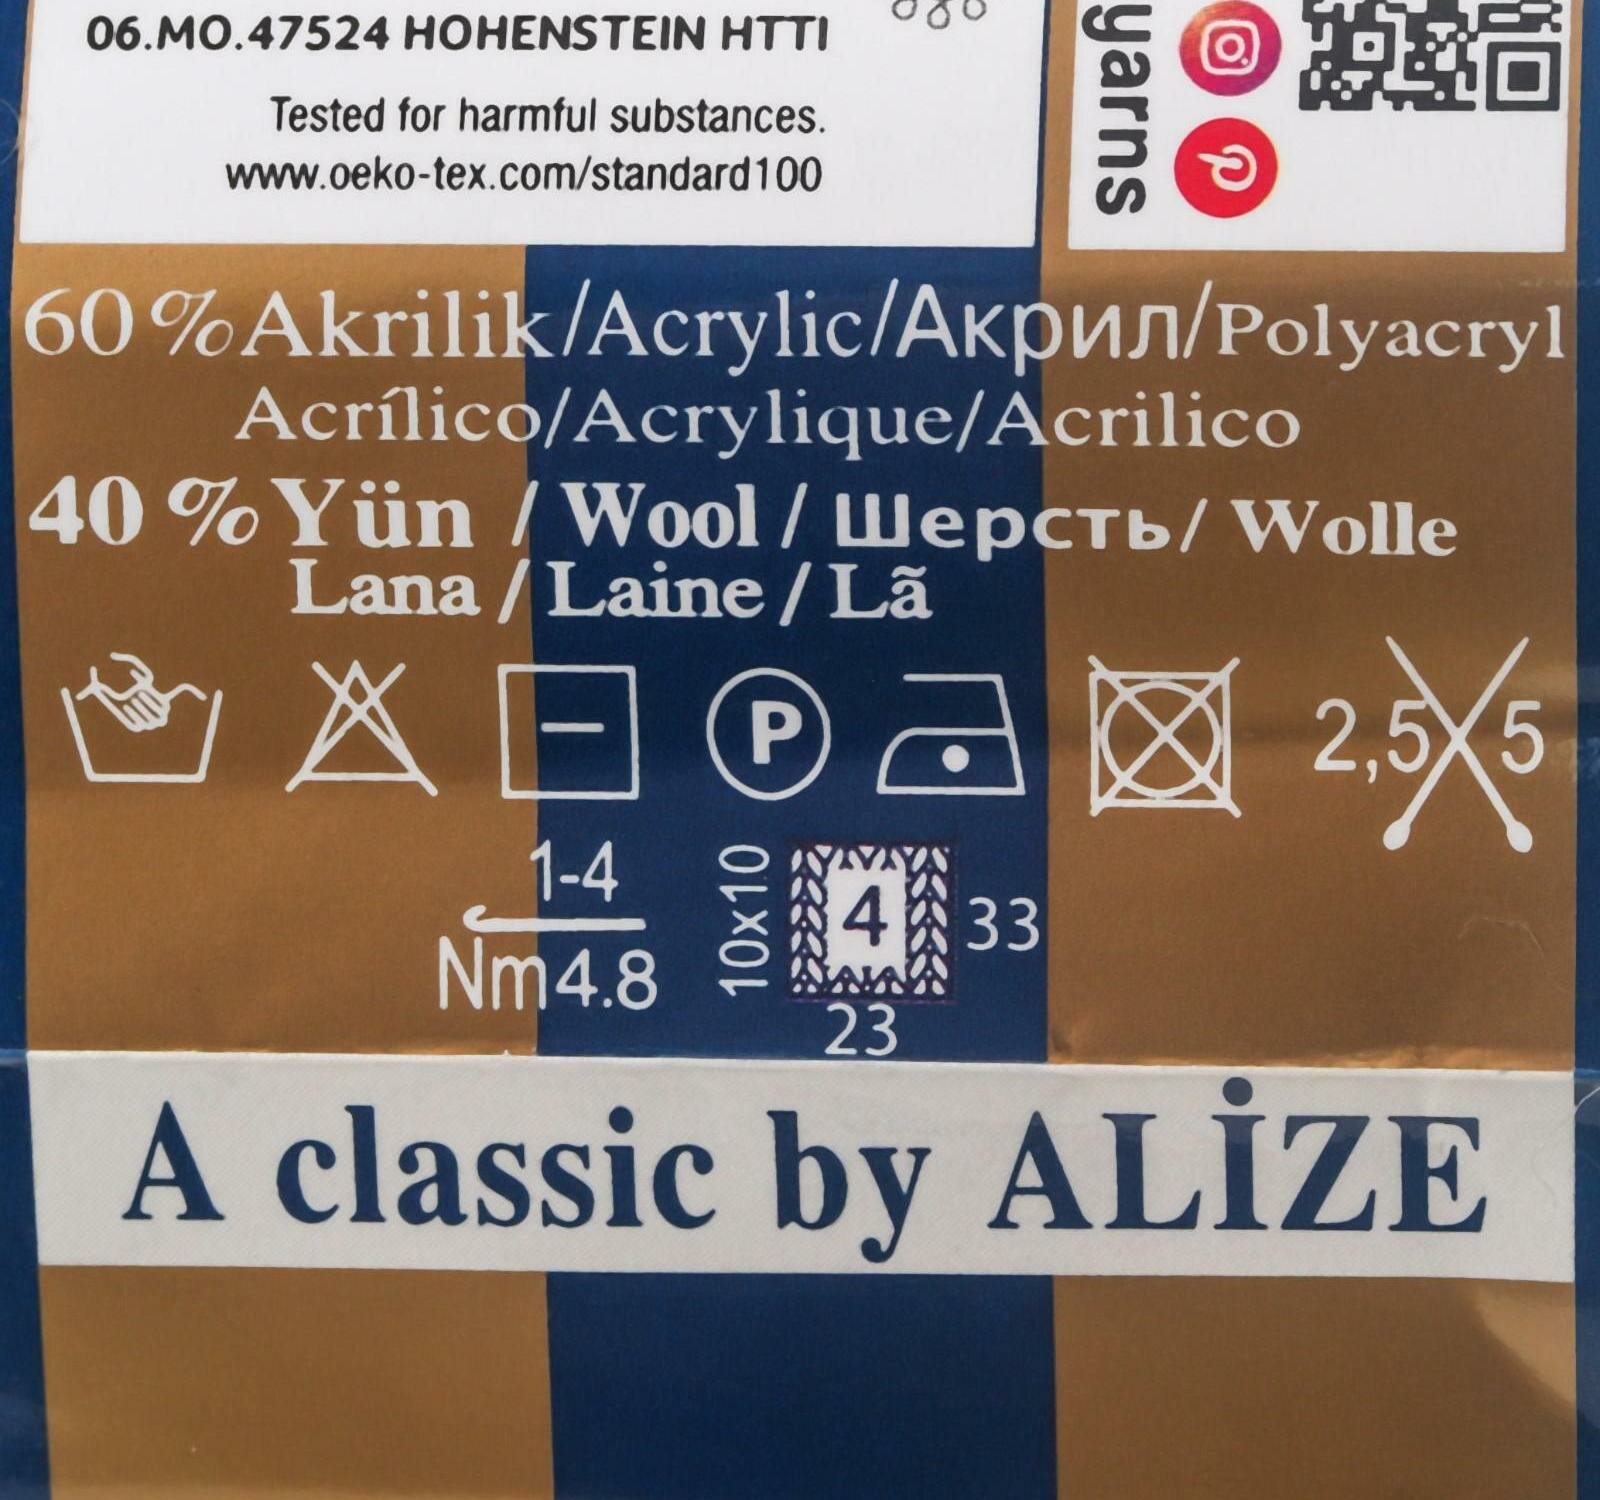 06.MO.47524 HOHENSTEIN HTTI
Tested for harmful substances.
www.oeko-tex.com/standard100
yarns
60%Akrilik/Acrylic/Акрил/Polyacryl
Acrílico/Acrylique/Acrilico
40%Yün / Wool / Шерсть/ Wolle
Lana / Laine / Lã
P
2,5 5
1-4
Nm4.8
10x10
4
33
23
A classic by ALİZE